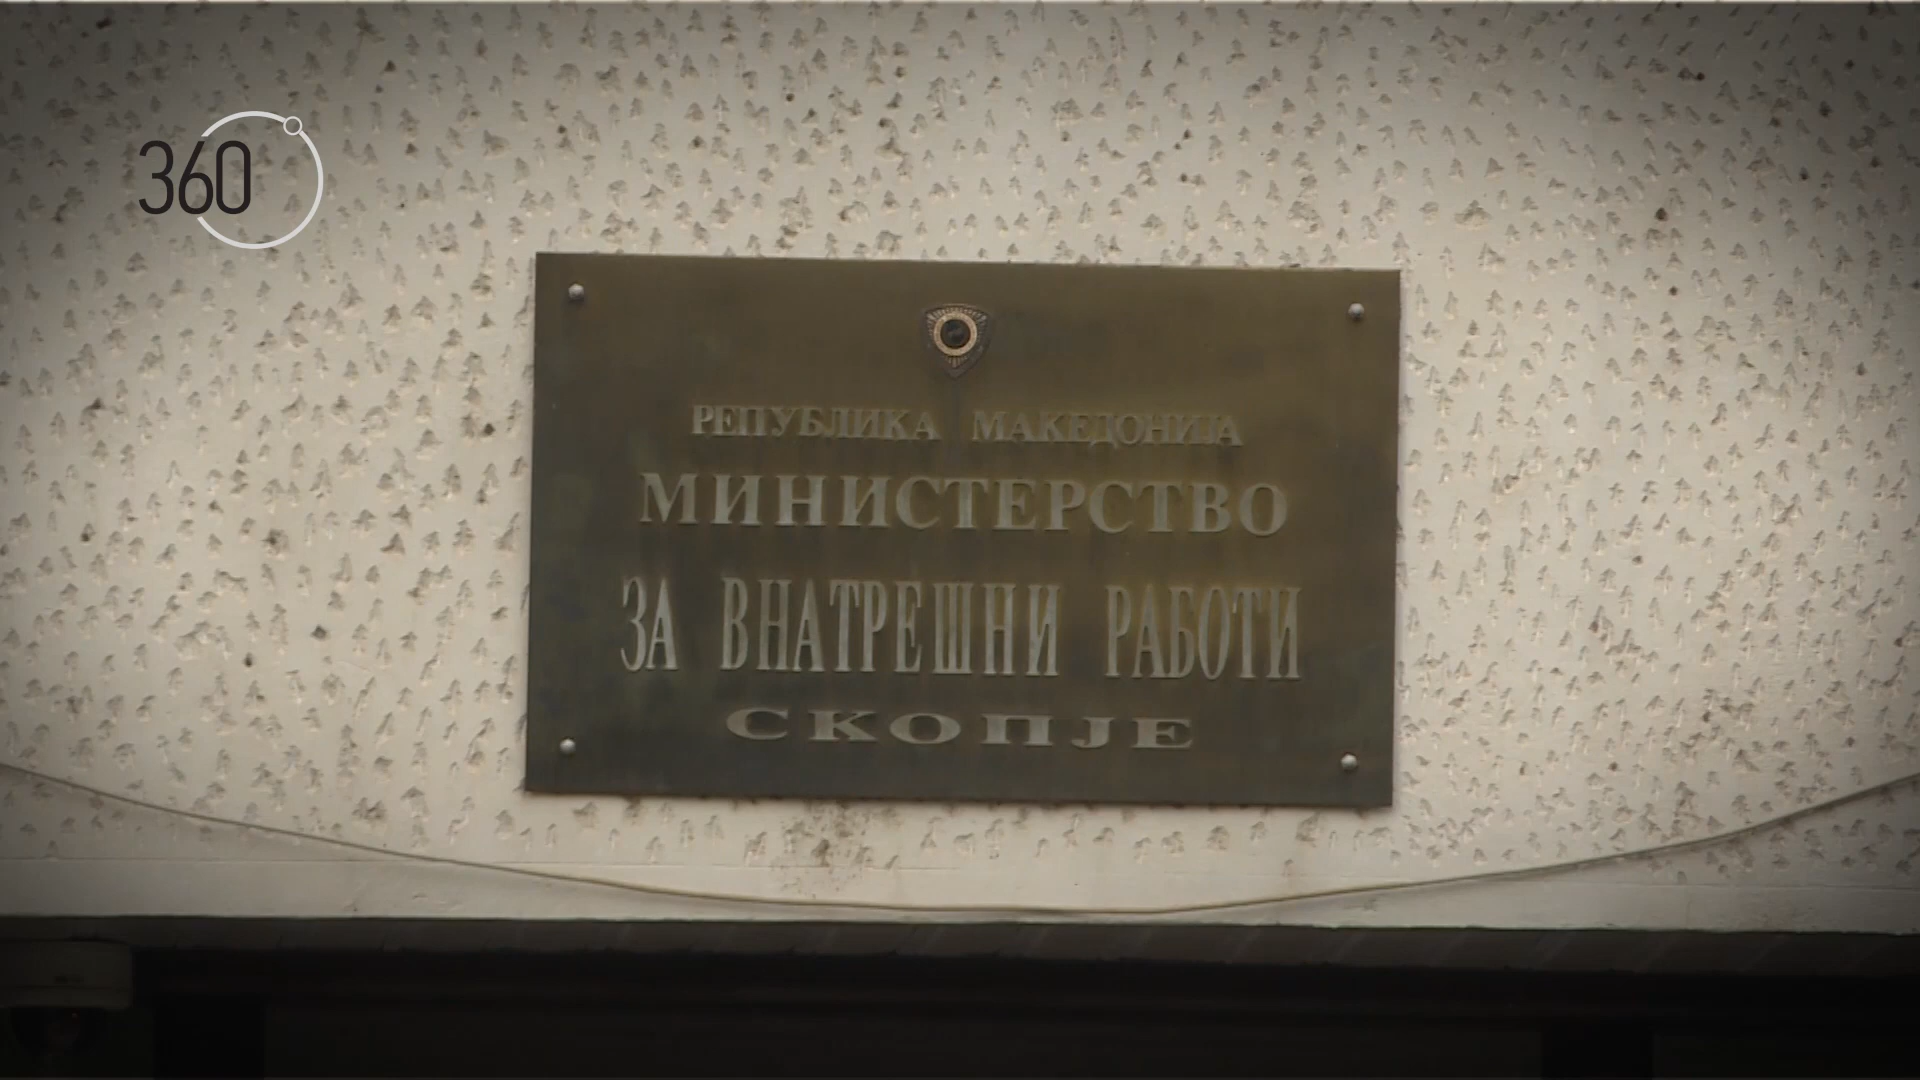 360
РЕПУБЛИКА МАКЕДОНИЈА
МИНИСТЕРСТВО
ЗА ВНАТРЕШНИ РАБОТИ
СКОПЈЕ